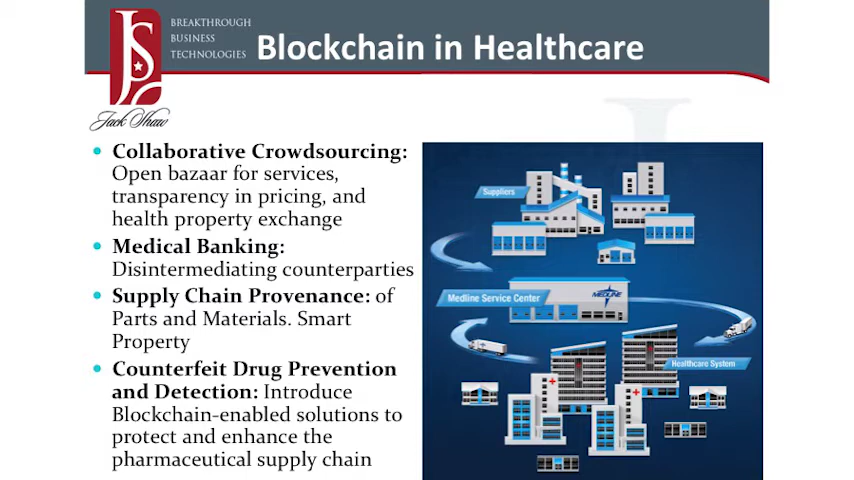 BREAKTHROUGH
BUSINESS
TECHNOLOGIES
Blockchain in Healthcare
JS
Jack Shaw
• Collaborative Crowdsourcing:
Open bazaar for services,
transparency in pricing, and
health property exchange
• Medical Banking:
Disintermediating counterparties
• Supply Chain Provenance: of
Parts and Materials. Smart
Property
• Counterfeit Drug Prevention
and Detection: Introduce
Blockchain-enabled solutions to
protect and enhance the
pharmaceutical supply chain
Suppliers
Medline Service Center
MEDLINE
Healthcare System